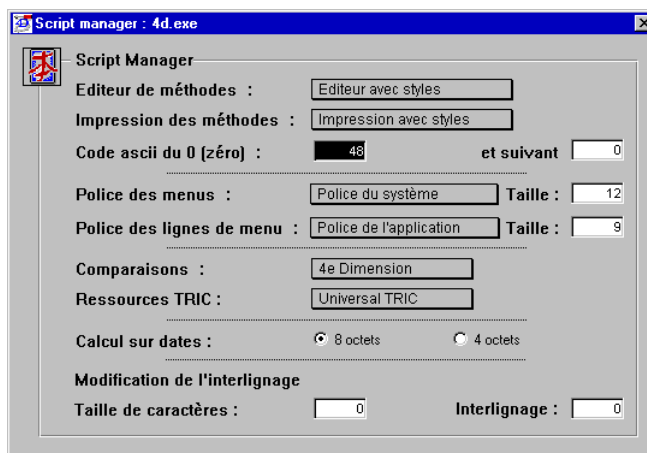 Script manager : 4d.exe
Script Manager
Editeur de méthodes : Editeur avec styles
Impression des méthodes : Impression avec styles
Code ascii du 0 (zéro) : 48 et suivant 0
Police des menus : Police du système Taille : 12
Police des lignes de menu : Police de l'application Taille : 9
Comparaisons : 4e Dimension
Ressources TRIC : Universal TRIC
Calcul sur dates : 8 octets 4 octets
Modification de l'interlignage
Taille de caractères : 0 Interlignage : 0